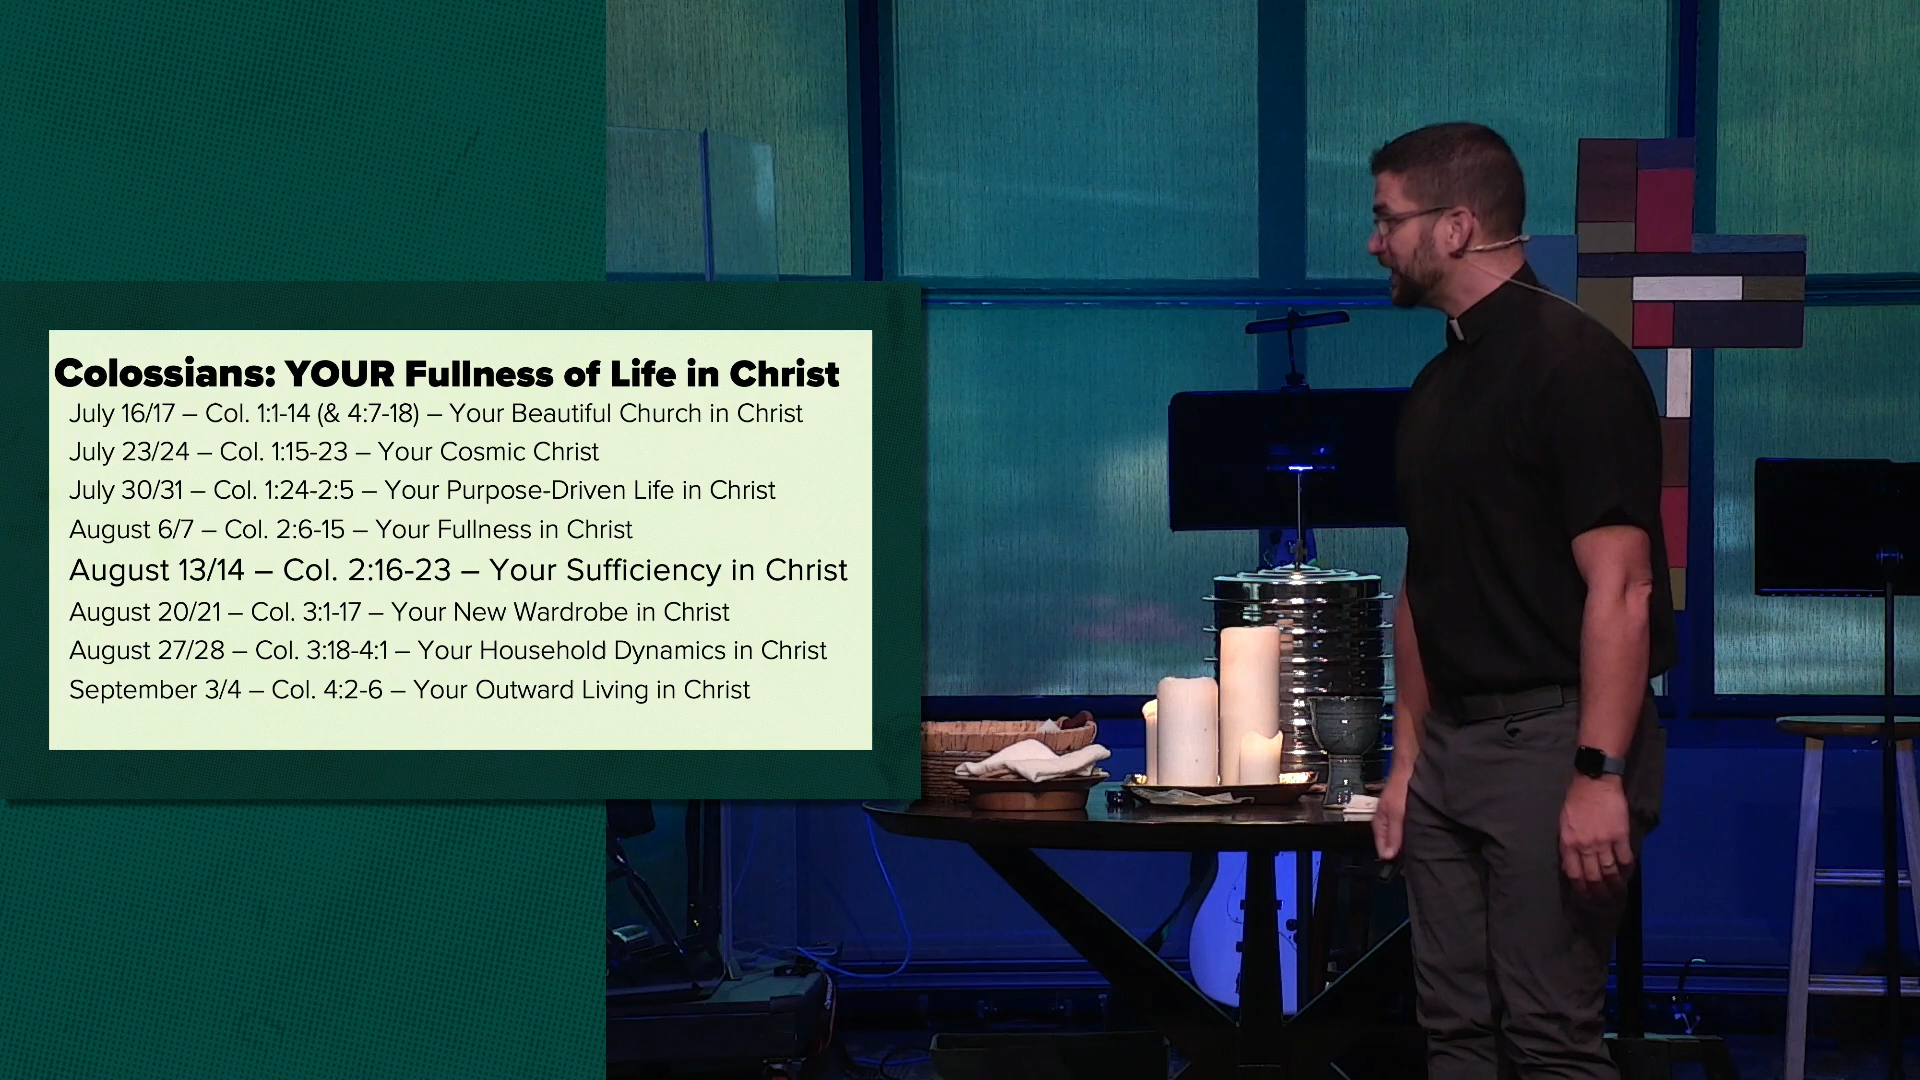 Colossians: YOUR Fullness of Life in Christ
July 16/17 – Col. 1:1-14 (& 4:7-18) – Your Beautiful Church in Christ
July 23/24 – Col. 1:15-23 – Your Cosmic Christ
July 30/31 – Col. 1:24-2:5 – Your Purpose-Driven Life in Christ
August 6/7 – Col. 2:6-15 – Your Fullness in Christ
August 13/14 – Col. 2:16-23 – Your Sufficiency in Christ
August 20/21 – Col. 3:1-17 – Your New Wardrobe in Christ
August 27/28 – Col. 3:18-4:1 – Your Household Dynamics in Christ
September 3/4 – Col. 4:2-6 – Your Outward Living in Christ